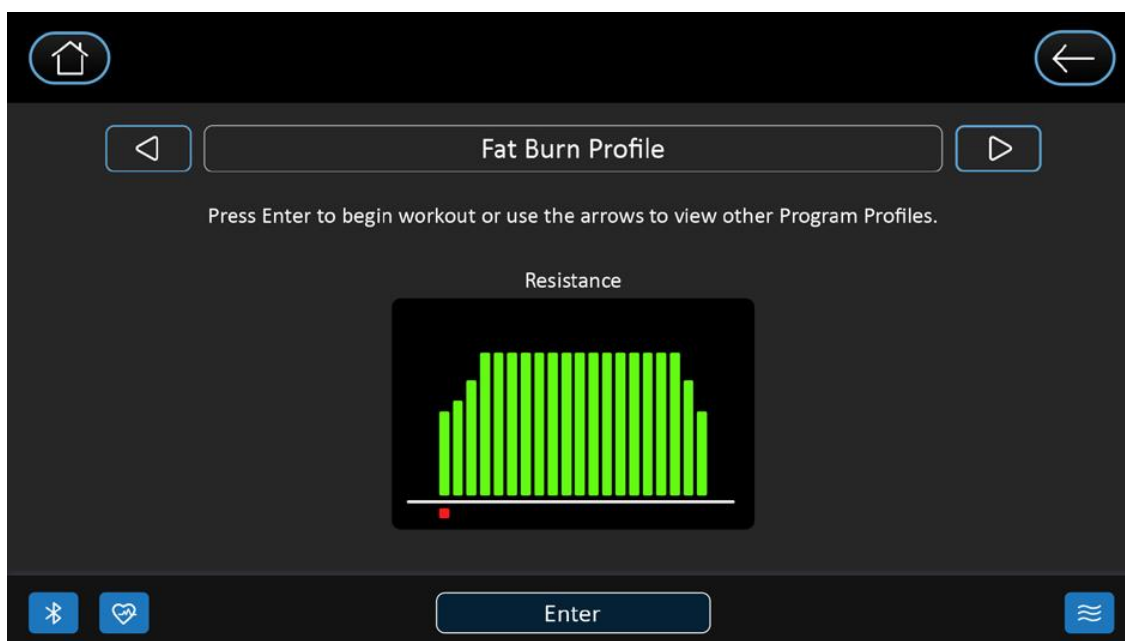 Fat Burn Profile
Press Enter to begin workout or use the arrows to view other Program Profiles.
Resistance
Enter